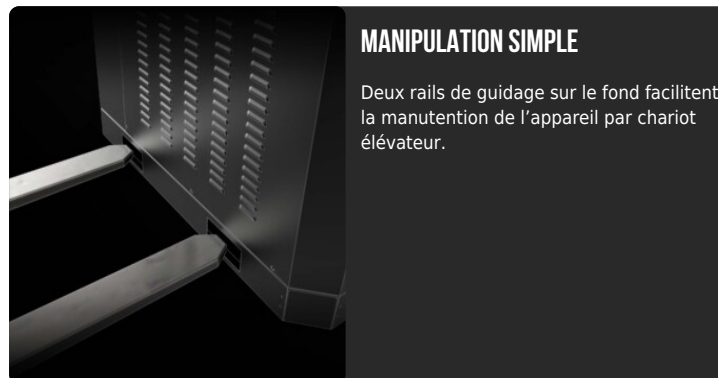 MANIPULATION SIMPLE
Deux rails de guidage sur le fond facilitent
la manutention de l’appareil par chariot
élévateur.